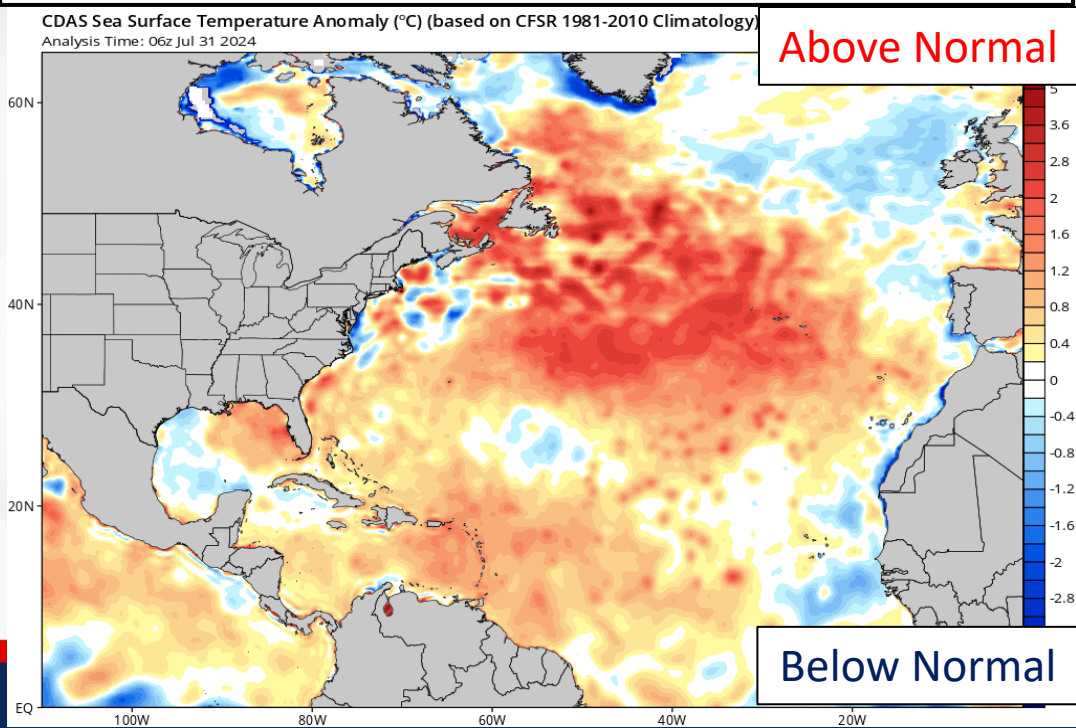 CDAS Sea Surface Temperature Anomaly (°C) (based on CFSR 1981-2010 Climatology)
Analysis Time: 06z Jul 31 2024
Above Normal
60N
40N
20N
EQ
100W
80W
60W
40W
20W
5
3.6
2.8
2
1.6
1.2
0.8
0.4
0
-0.4
-0.8
-1.2
-1.6
-2
-2.8
Below Normal